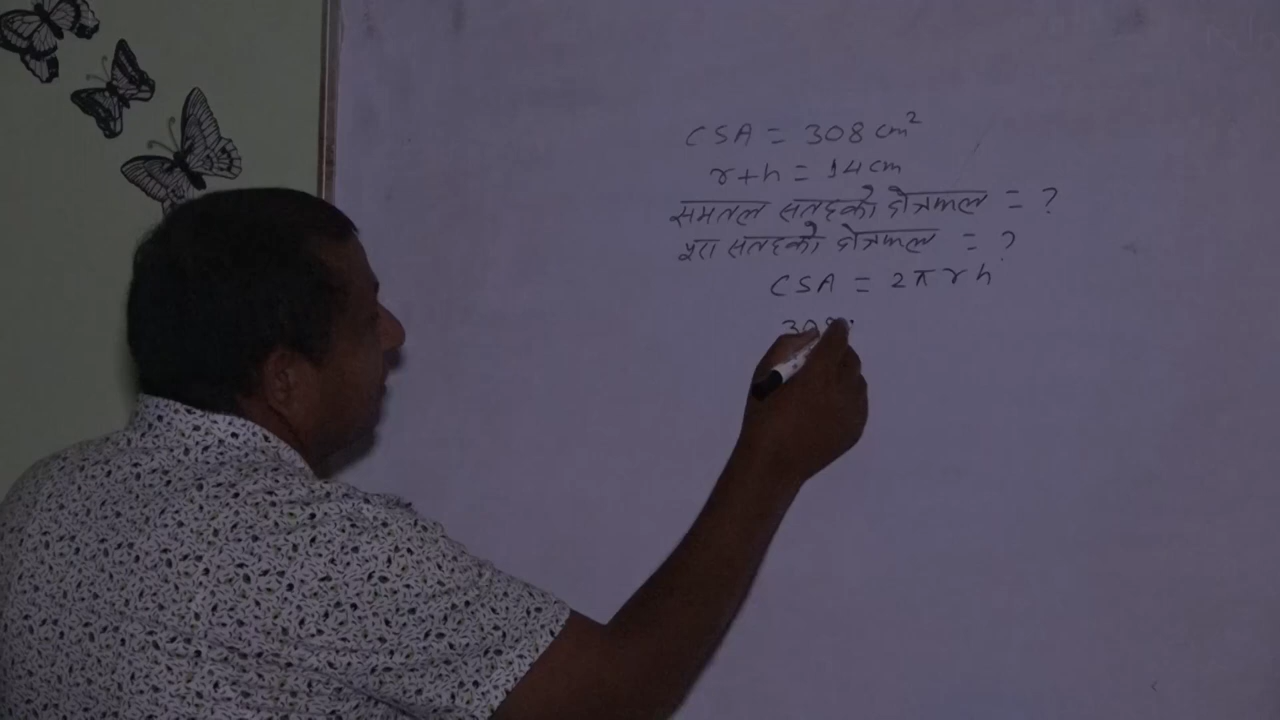 CSA = 308 cm²
r + h = 14 cm
समतल सतहको क्षेत्रफल = ?
पूरा सतहको क्षेत्रफल = ?
CSA = 2πrh
308